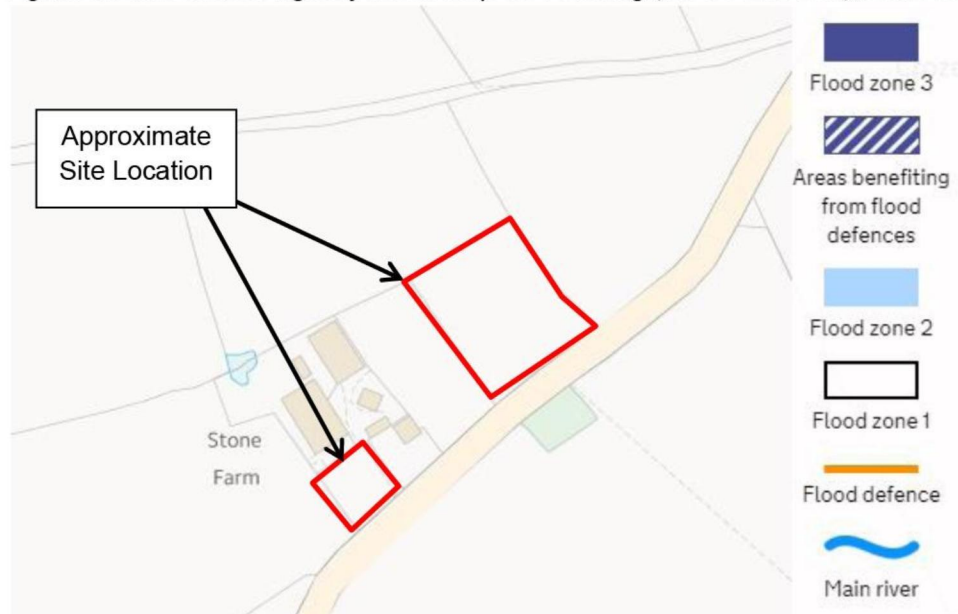 Approximate
Site Location
Stone
Farm
Flood zone 3
Areas benefiting
from flood
defences
Flood zone 2
Flood zone 1
Flood defence
Main river